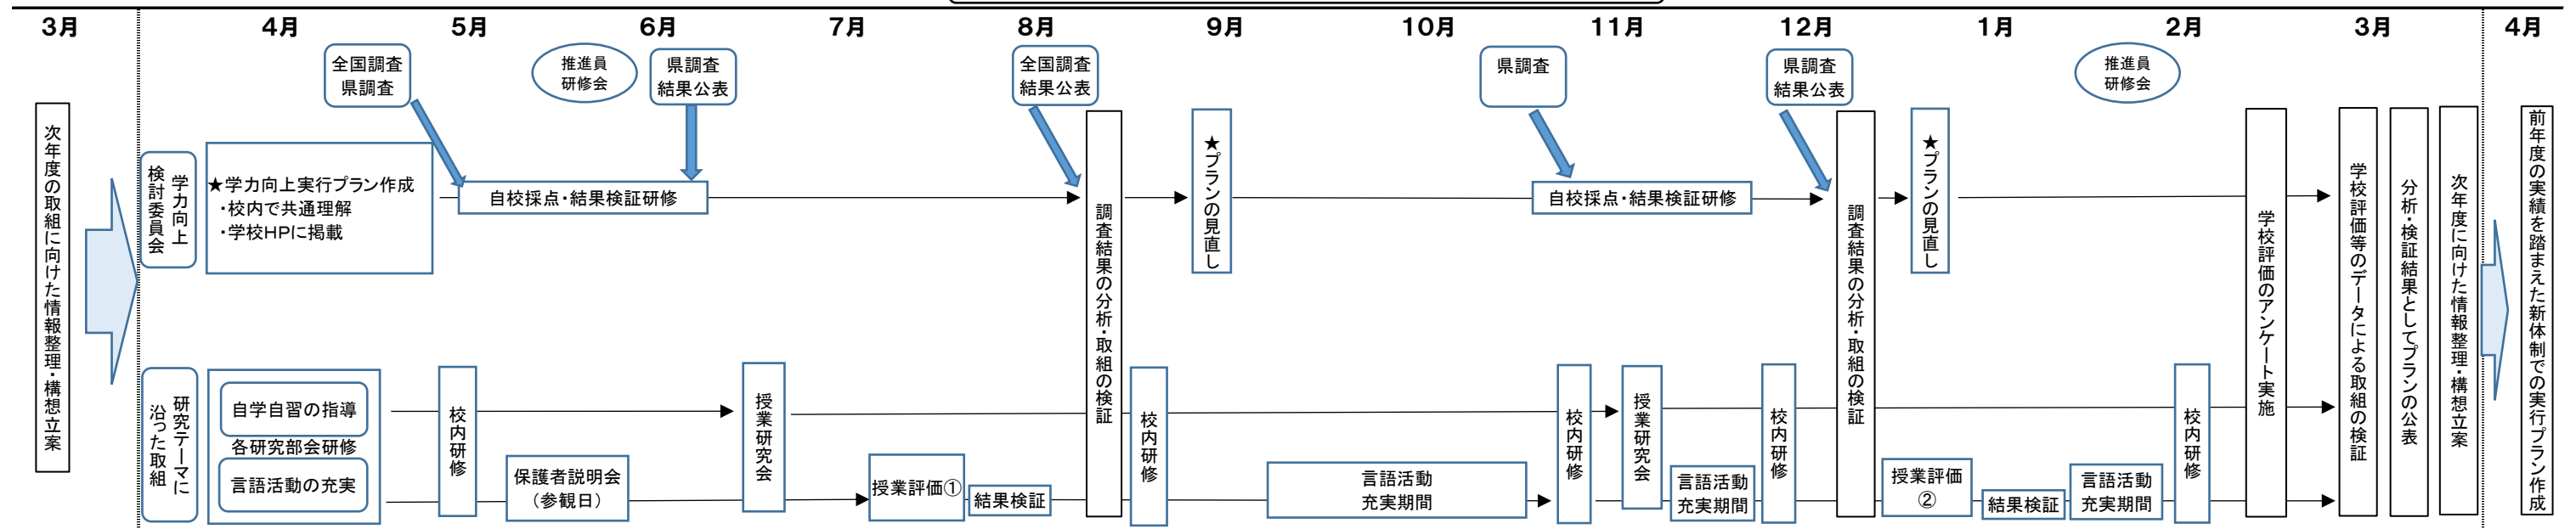 3月
4月
5月
6月
7月
8月
9月
10月
11月
12月
1月
2月
3月
4月
全国調査
県調査
推進員
研修会
県調査
結果公表
全国調査
結果公表
県調査
県調査
結果公表
推進員
研修会
次年度の取組に向けた情報整理・構想立案
学力向上
検討委員会
★学力向上実行プラン作成
・校内で共通理解
・学校HPに掲載
自校採点・結果検証研修
調査結果の分析・取組の検証
★プランの見直し
自校採点・結果検証研修
調査結果の分析・取組の検証
★プランの見直し
学校評価のアンケート実施
学校評価等のデータによる取組の検証
分析・検証結果としてプランの公表
次年度に向けた情報整理・構想立案
前年度の実績を踏まえた新体制での実行プラン作成
研究テーマに
沿った取組
自学自習の指導
各研究部会研修
言語活動の充実
校内研修
保護者説明会
（参観日）
授業研究会
授業評価①
結果検証
校内研修
言語活動
充実期間
校内研修
授業研究会
言語活動
充実期間
校内研修
授業評価
②
結果検証
言語活動
充実期間
校内研修